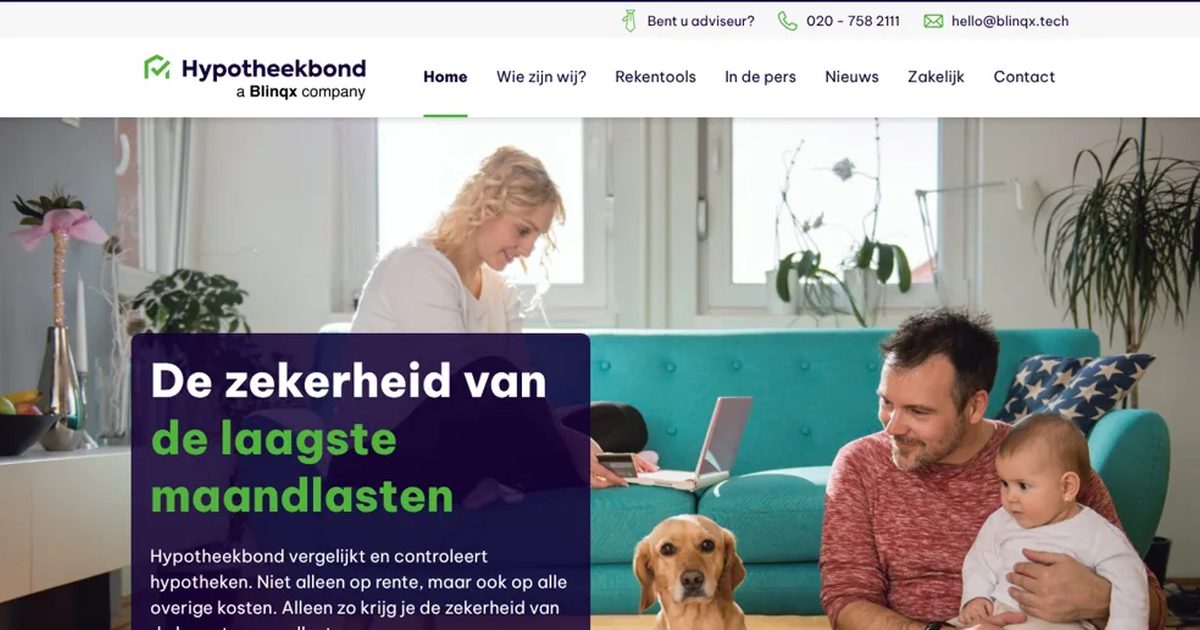 Bent u adviseur? 020 - 758 2111 hello@blinqx.tech
Hypotheekbond
a Blinqx company
Home Wie zijn wij? Rekentools In de pers Nieuws Zakelijk Contact
De zekerheid van
de laagste
maandlasten
Hypotheekbond vergelijkt en controleert
hypotheken. Niet alleen op rente, maar ook op alle
overige kosten. Alleen zo krijg je de zekerheid van